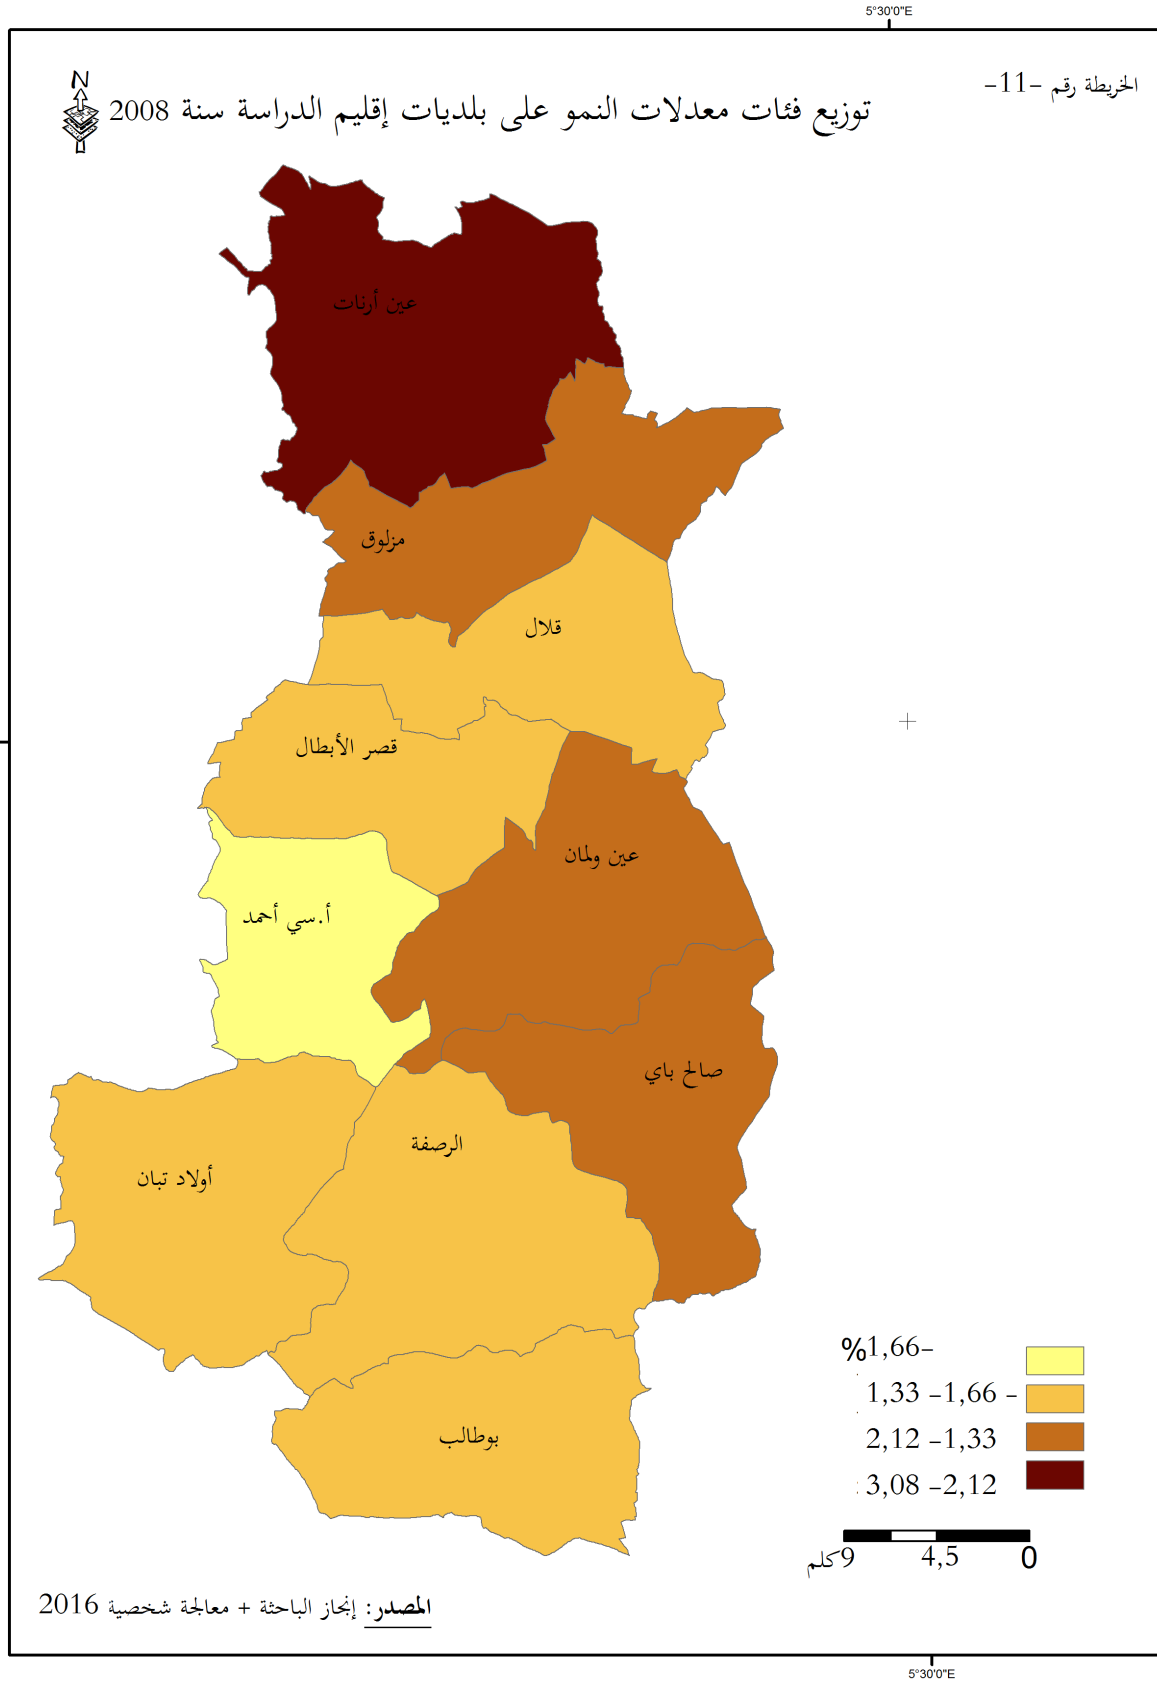 5°30'0"E
الخريطة رقم -11-
N
توزيع فئات معدلات النمو على بلديات إقليم الدراسة سنة 2008
عين أرنات
مزلوق
قلال
قصر الأبطال
عين ولمان
أ.سي أحمد
صالح باي
الرصفة
أولاد تبان
بوطالب
%1,66-
1,33 -1,66 -
2,12 -1,33
3,08 -2,12
0 4,5 9كلم
المصدر: إنجاز الباحثة + معالجة شخصية 2016
5°30'0"E